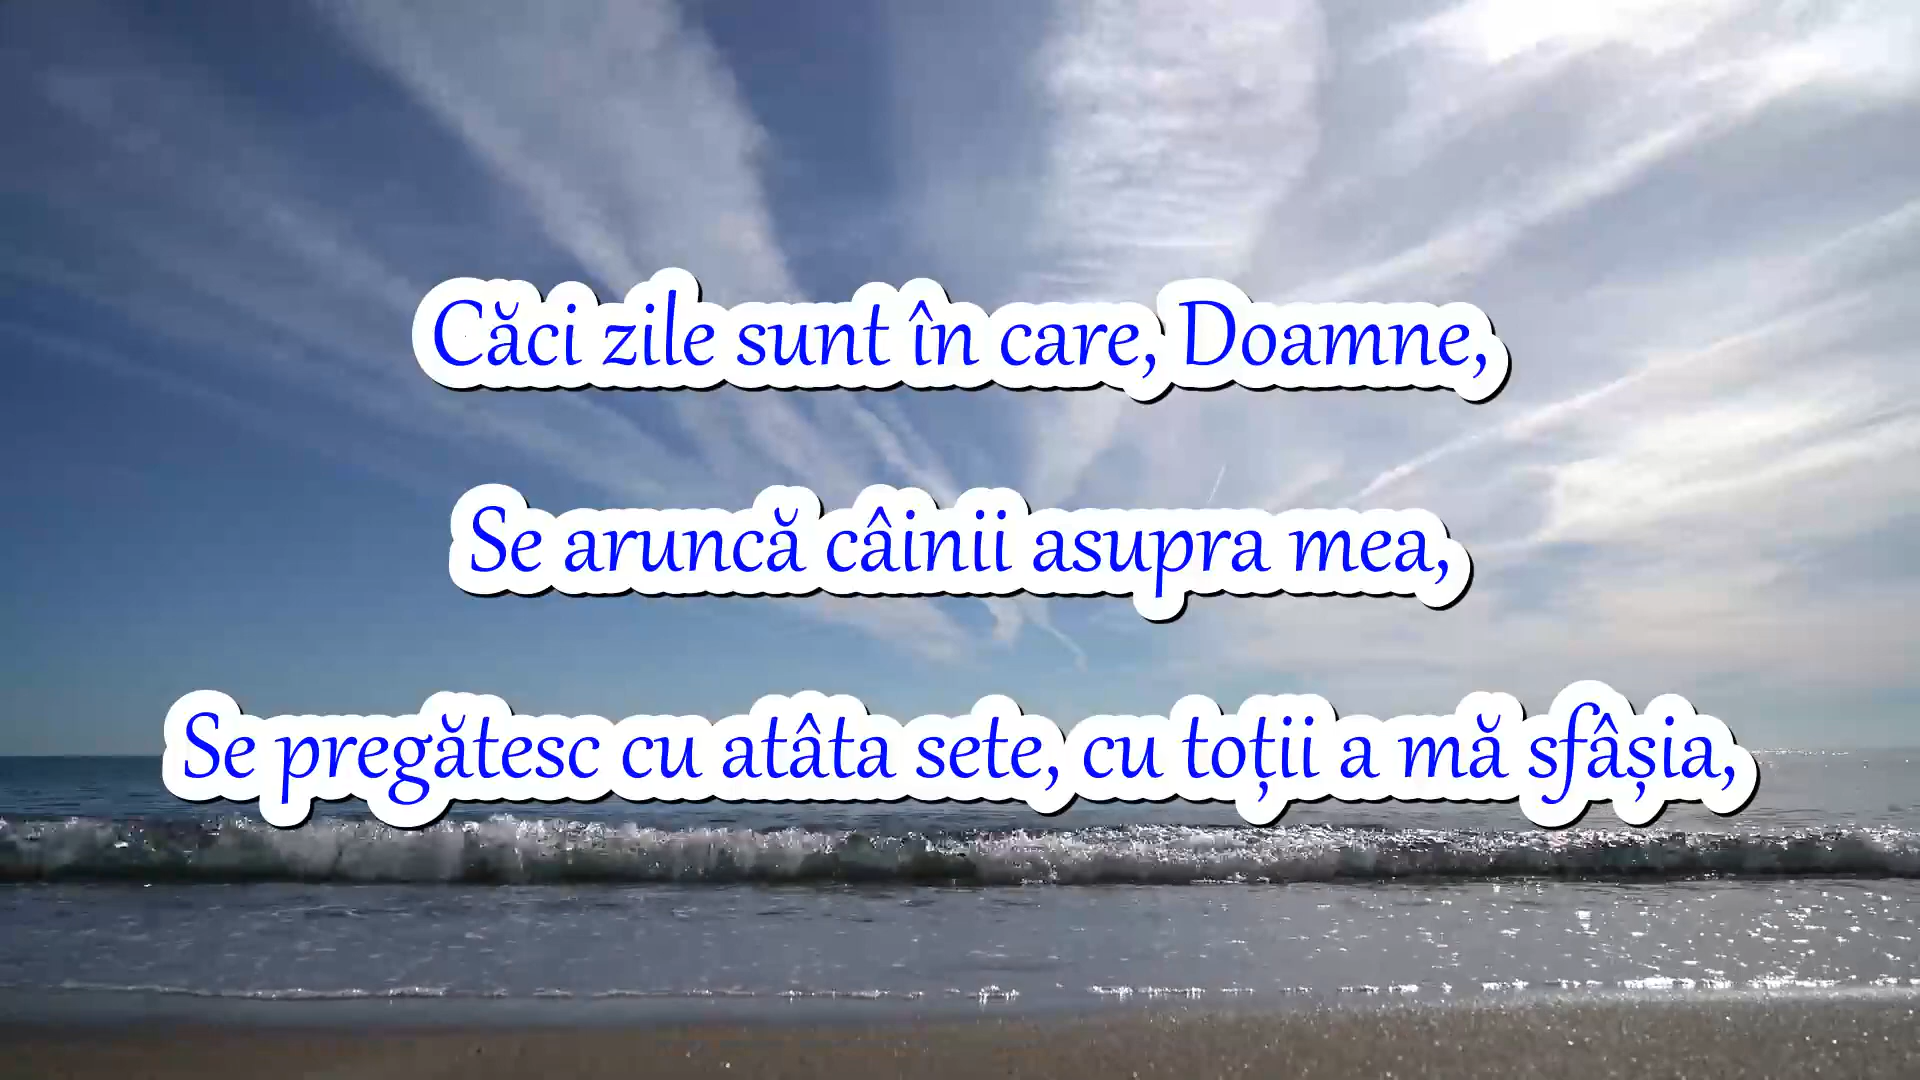 Căci zile sunt în care, Doamne,
Se aruncă câinii asupra mea,
Se pregătesc cu atâta sete, cu toții a mă sfâșia,